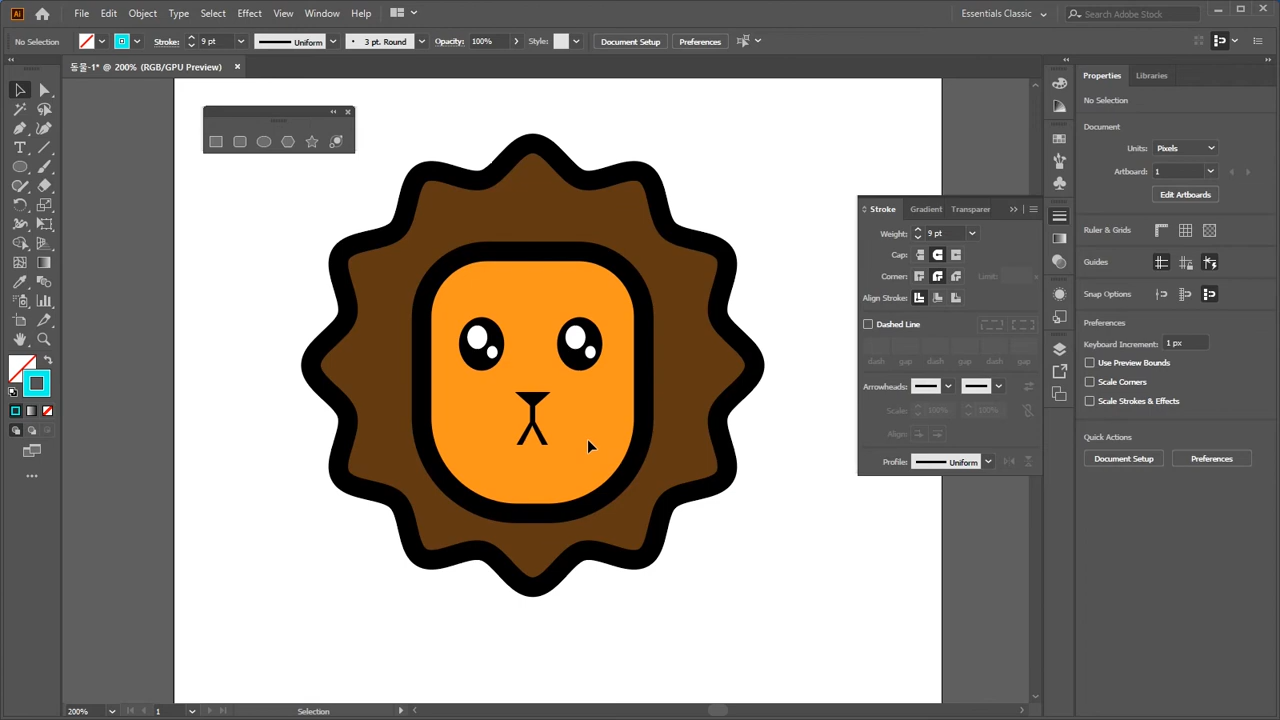 Ai
File Edit Object Type Select Effect View Window Help
Essentials Classic
Search Adobe Stock
No Selection
Stroke: 9 pt Uniform 3 pt. Round Opacity: 100% Style: Document Setup Preferences
동물-1* @ 200% (RGB/GPU Preview)
Properties Libraries
No Selection
Document
Units: Pixels
Artboard: 1
Edit Artboards
Ruler & Grids
Guides
Snap Options
Preferences
Keyboard Increment: 1 px
Use Preview Bounds
Scale Corners
Scale Strokes & Effects
Quick Actions
Document Setup Preferences
Stroke Gradient Transparer
Weight: 9 pt
Cap:
Corner: Limit:
Align Stroke:
Dashed Line
dash gap dash gap dash gap
Arrowheads:
Scale: 100% 100%
Align:
Profile: Uniform
200% 1 Selection